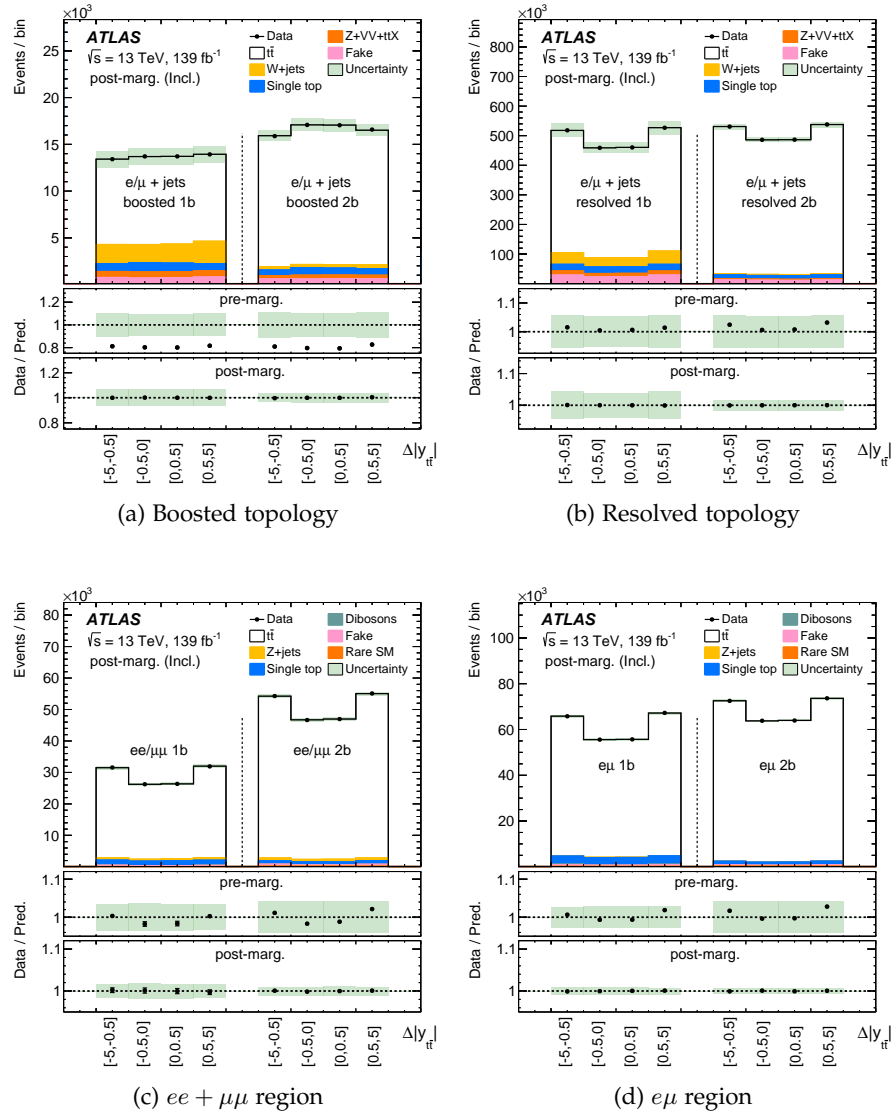 ×10³
ATLAS
√s = 13 TeV, 139 fb⁻¹
post-marg. (Incl.)
Data
tt̄
W+jets
Single top
Z+VV+ttX
Fake
Uncertainty
Events / bin
25
20
15
10
5
e/μ + jets
boosted 1b
e/μ + jets
boosted 2b
pre-marg.
1.2
1
0.8
Data / Pred.
post-marg.
1.2
1
0.8
[-5,-0.5]
[-0.5,0]
[0,0.5]
[0.5,5]
[-5,-0.5]
[-0.5,0]
[0,0.5]
[0.5,5]
Δ|y_tt̄|
(a) Boosted topology
×10³
ATLAS
√s = 13 TeV, 139 fb⁻¹
post-marg. (Incl.)
Data
tt̄
W+jets
Single top
Z+VV+ttX
Fake
Uncertainty
Events / bin
800
700
600
500
400
300
200
100
e/μ + jets
resolved 1b
e/μ + jets
resolved 2b
pre-marg.
1.1
1
Data / Pred.
post-marg.
1.1
1
[-5,-0.5]
[-0.5,0]
[0,0.5]
[0.5,5]
[-5,-0.5]
[-0.5,0]
[0,0.5]
[0.5,5]
Δ|y_tt̄|
(b) Resolved topology
×10³
ATLAS
√s = 13 TeV, 139 fb⁻¹
post-marg. (Incl.)
Data
tt̄
Z+jets
Single top
Dibosons
Fake
Rare SM
Uncertainty
Events / bin
80
70
60
50
40
30
20
10
ee/μμ 1b
ee/μμ 2b
pre-marg.
1.1
1
Data / Pred.
post-marg.
1.1
1
[-5,-0.5]
[-0.5,0]
[0,0.5]
[0.5,5]
[-5,-0.5]
[-0.5,0]
[0,0.5]
[0.5,5]
Δ|y_tt̄|
(c) ee + μμ region
×10³
ATLAS
√s = 13 TeV, 139 fb⁻¹
post-marg. (Incl.)
Data
tt̄
Z+jets
Single top
Dibosons
Fake
Rare SM
Uncertainty
Events / bin
100
80
60
40
20
eμ 1b
eμ 2b
pre-marg.
1.1
1
Data / Pred.
post-marg.
1.1
1
[-5,-0.5]
[-0.5,0]
[0,0.5]
[0.5,5]
[-5,-0.5]
[-0.5,0]
[0,0.5]
[0.5,5]
Δ|y_tt̄|
(d) eμ region